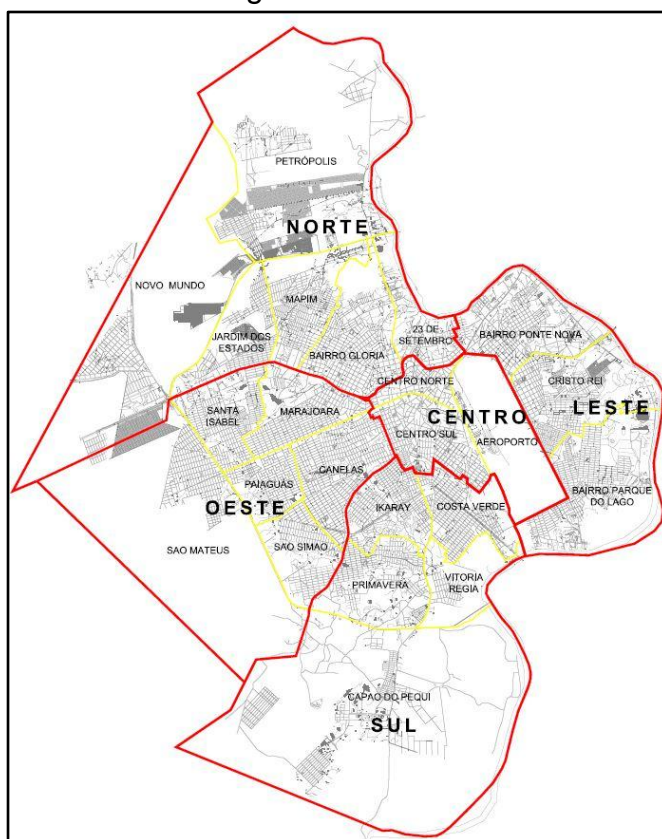 g
PETRÓPOLIS
NORTE
NOVO MUNDO
MAPIM
JARDIM DOS
ESTADOS
BAIRRO GLORIA
23 DE
SETEMBRO
BAIRRO PONTE NOVA
CENTRO NORTE
CRISTO REI
SANTA
ISABEL
MARAJOARA
CENTRO
LESTE
CENTRO SUL
AEROPORTO
CANELAS
PAIAGUÁS
BAIRRO PARQUE
DO LAGO
OESTE
IKARAY
COSTA VERDE
SAO MATEUS
SAO SIMAO
PRIMAVERA
VITORIA
REGIA
CAPAO DO PEQUI
SUL